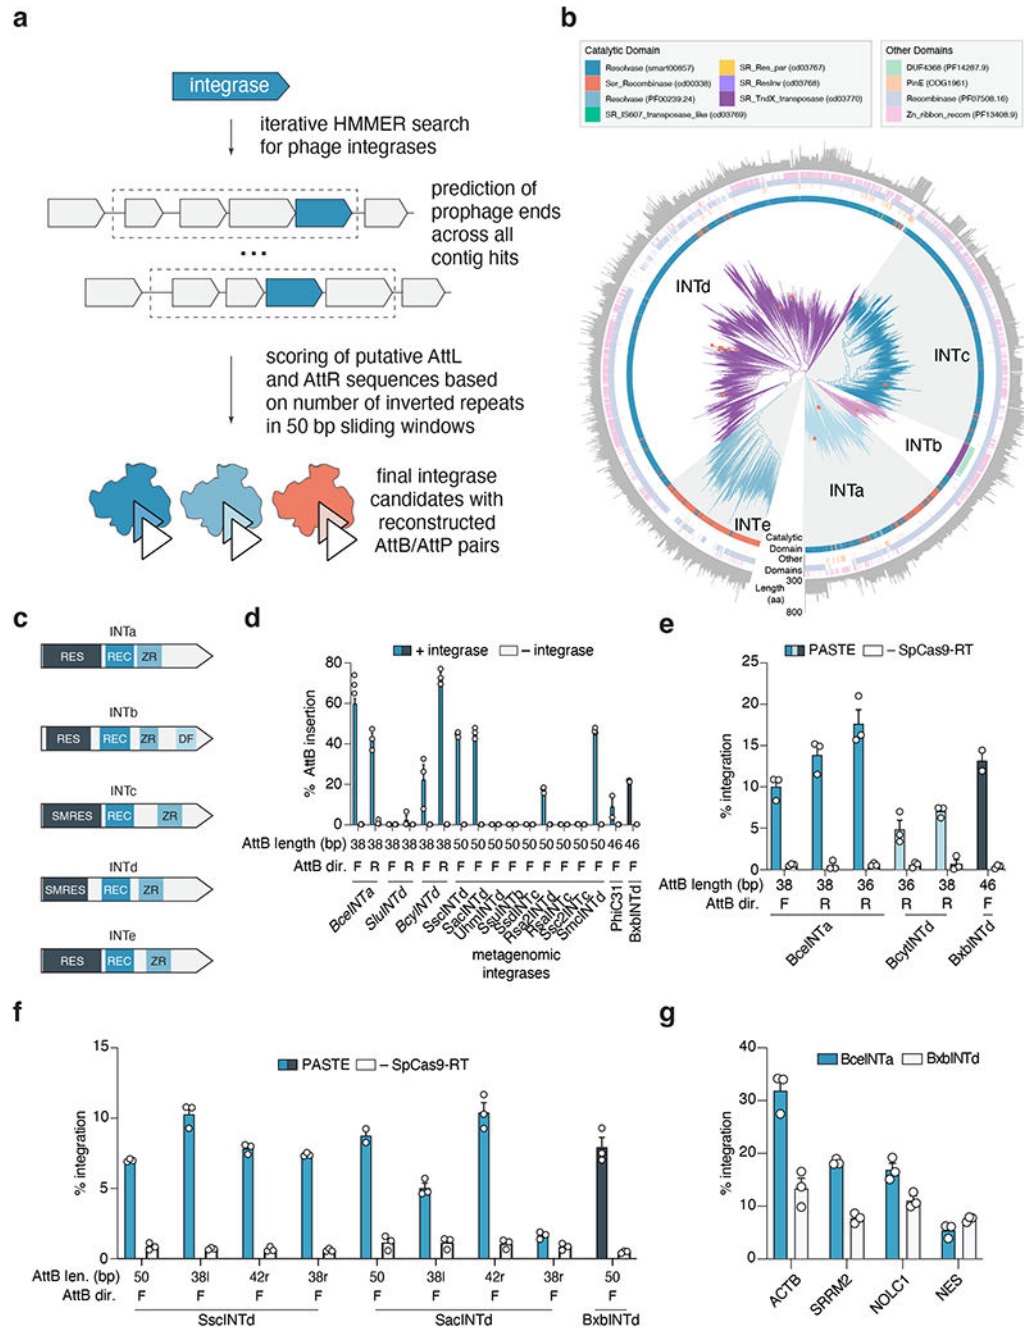 a
integrase
iterative HMMER search
for phage integrases
prediction of
prophage ends
across all
contig hits
...
scoring of putative AttL
and AttR sequences based
on number of inverted repeats
in 50 bp sliding windows
final integrase
candidates with
reconstructed
AttB/AttP pairs
b
Catalytic Domain
Resolvase (smart00857)
Ser_Recombinase (cd00338)
Resolvase (PF00239.24)
SR_IS607_transposase_like (cd03769)
SR_Res_par (cd03767)
SR_ResInv (cd03768)
SR_TndX_transposase (cd03770)
Other Domains
DUF4368 (PF14287.9)
PinE (COG1961)
Recombinase (PF07508.16)
Zn_ribbon_recom (PF13408.9)
INTd
INTc
INTb
INTa
INTe
Catalytic
Domain
Other
Domains
300
Length
(aa)
800
c
INTa
RES REC ZR
INTb
RES REC ZR DF
INTc
SMRES REC ZR
INTd
SMRES REC ZR
INTe
RES REC ZR
d
+ integrase – integrase
% AttB insertion
80
60
40
20
0
AttB length (bp) 38 38 38 38 38 38 50 50 50 50 50 50 50 50 46 46
AttB dir. F R F R F R F F F F F F F F F F
BceINTa
SluINTd
BcyINTd
SscINTd
SacINTd
UhmINTd
SsuINTb
SsdINTc
Rsa2INTd
RsaINTc
Ssc2INTc
SmcINTd
PhiC31
BxbINTd
metagenomic
integrases
e
PASTE – SpCas9-RT
% integration
25
20
15
10
5
0
AttB length (bp) 38 38 36 36 38 46
AttB dir. F R R R R F
BceINTa
BcytINTd
BxbINTd
f
PASTE – SpCas9-RT
% integration
15
10
5
0
AttB len. (bp) 50 38l 42r 38r 50 38l 42r 38r 50
AttB dir. F F F F F F F F F
SscINTd SacINTd BxbINTd
g
BceINTa BxbINTd
% integration
40
30
20
10
0
ACTB
SRRM2
NOLC1
NES